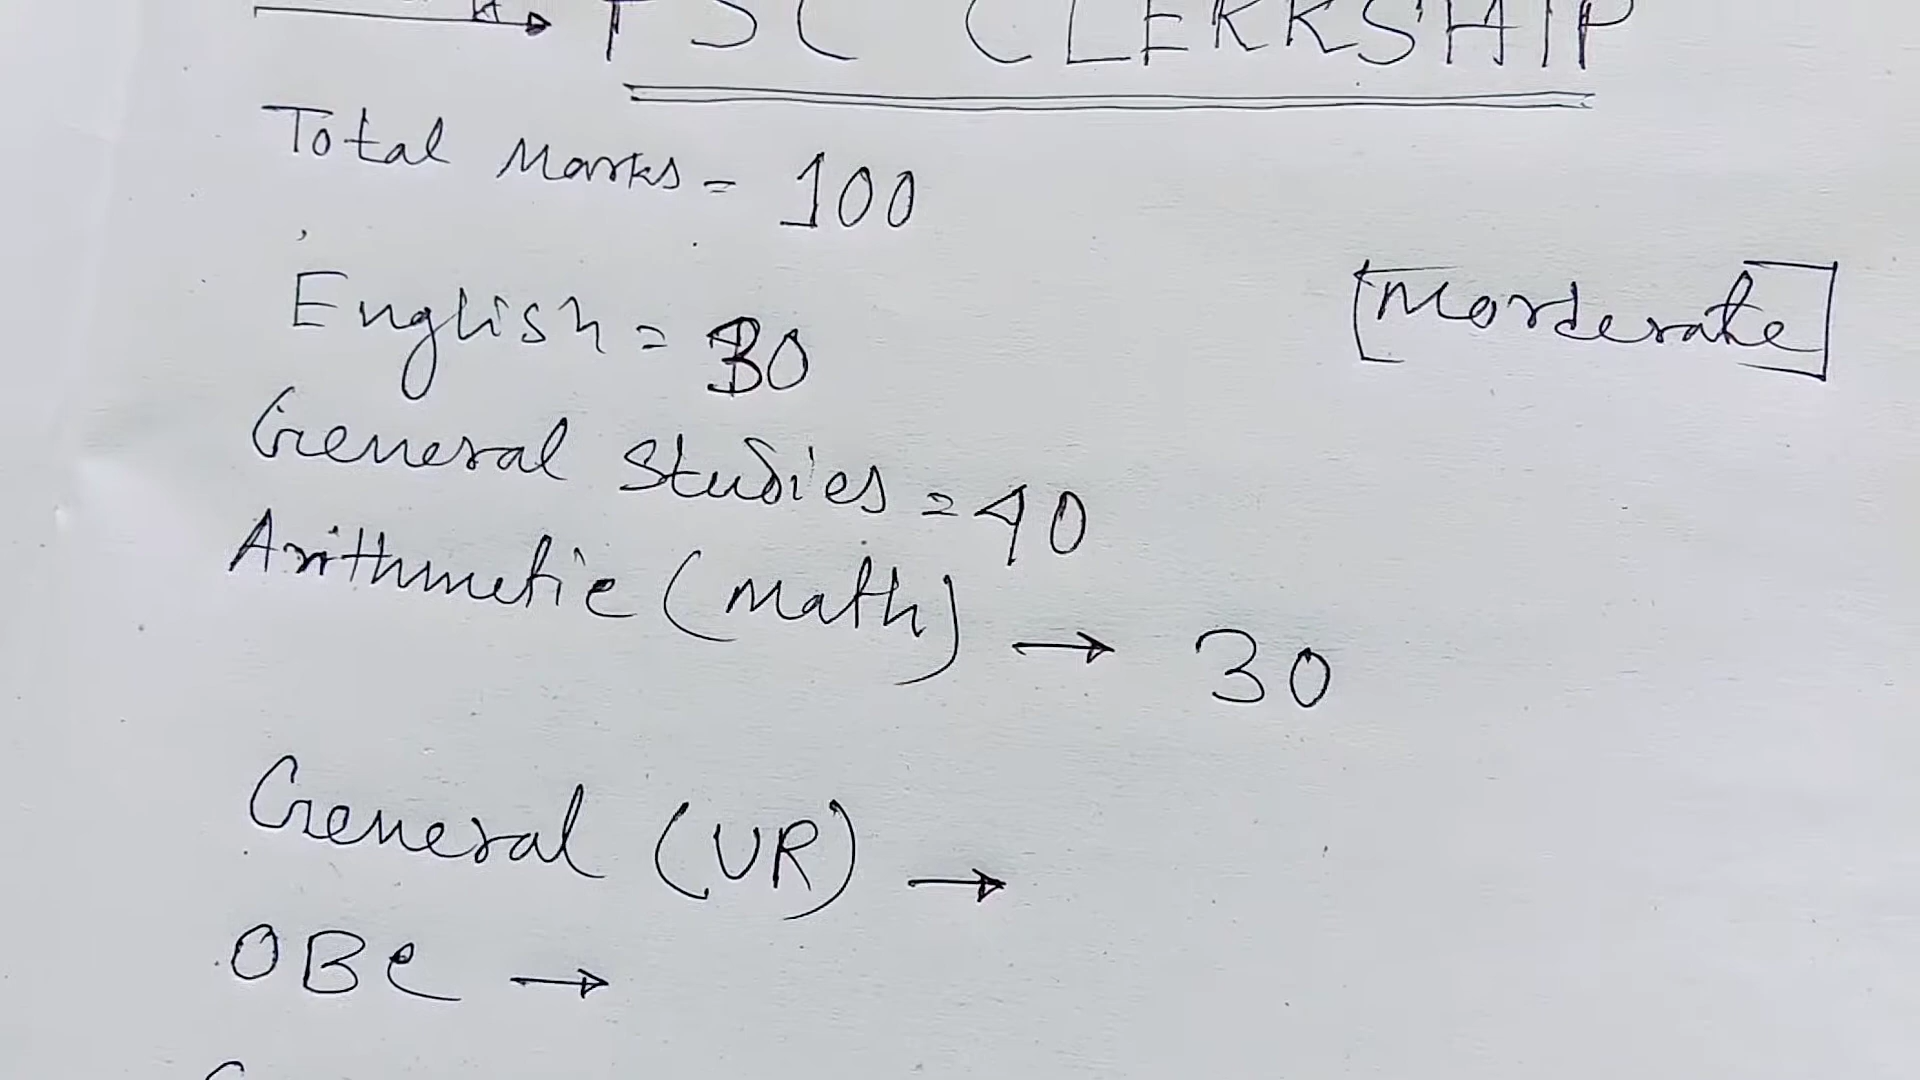 PSC CLERKSHIP
Total Marks = 100
English = 30
[Morderate]
General Studies = 40
Arithmetic (Math) → 30
General (UR) →
OBC →